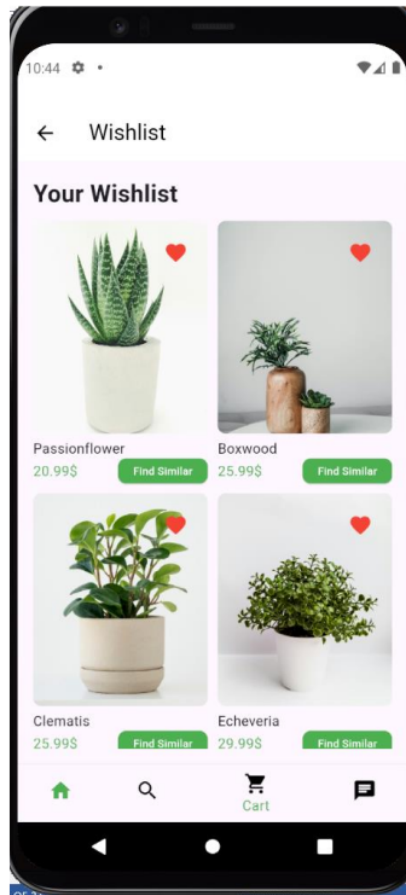 10:44
Wishlist
Your Wishlist
Passionflower
20.99$ Find Similar
Boxwood
25.99$ Find Similar
Clematis
25.99$ Find Similar
Echeveria
29.99$ Find Similar
Cart